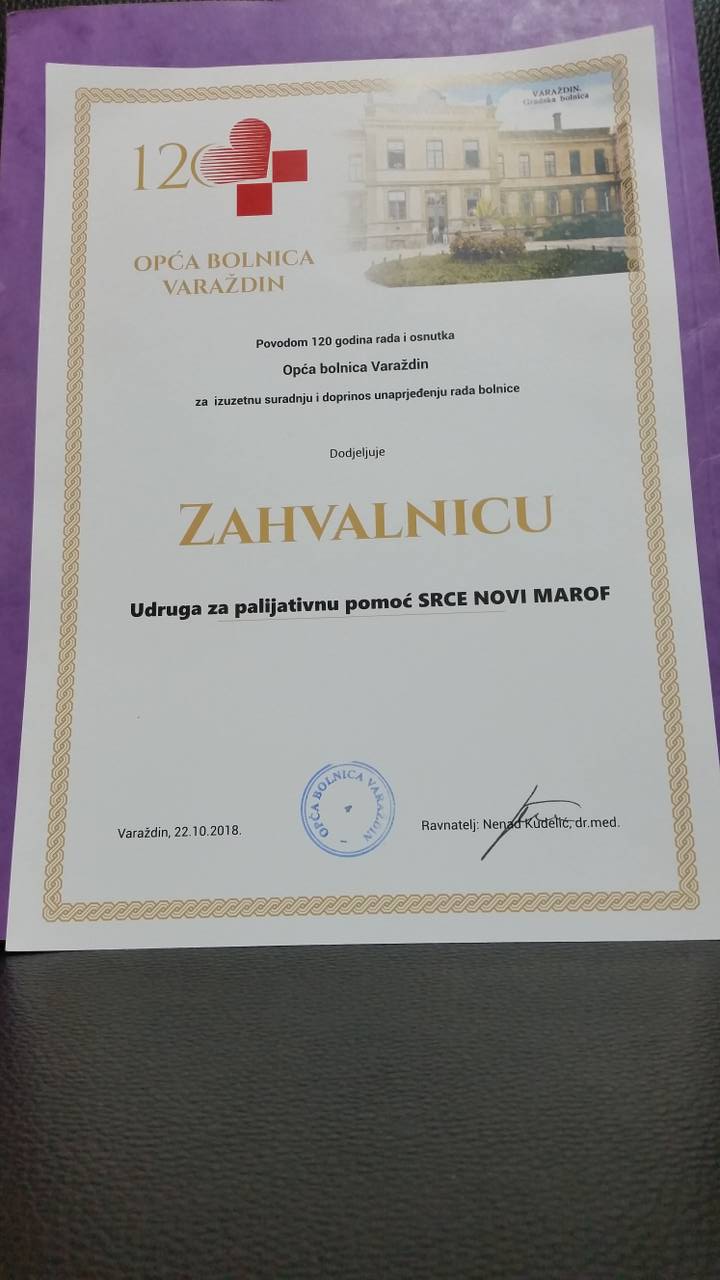 VARAŽDIN.
Gradska bolnica
120
OPĆA BOLNICA
VARAŽDIN
Povodom 120 godina rada i osnutka
Opća bolnica Varaždin
za izuzetnu suradnju i doprinos unaprjeđenju rada bolnice
Dodjeljuje
ZAHVALNICU
Udruga za palijativnu pomoć SRCE NOVI MAROF
OPĆA BOLNICA VARAŽDIN
4
Varaždin, 22.10.2018.
Ravnatelj: Nenad Kudelić, dr.med.